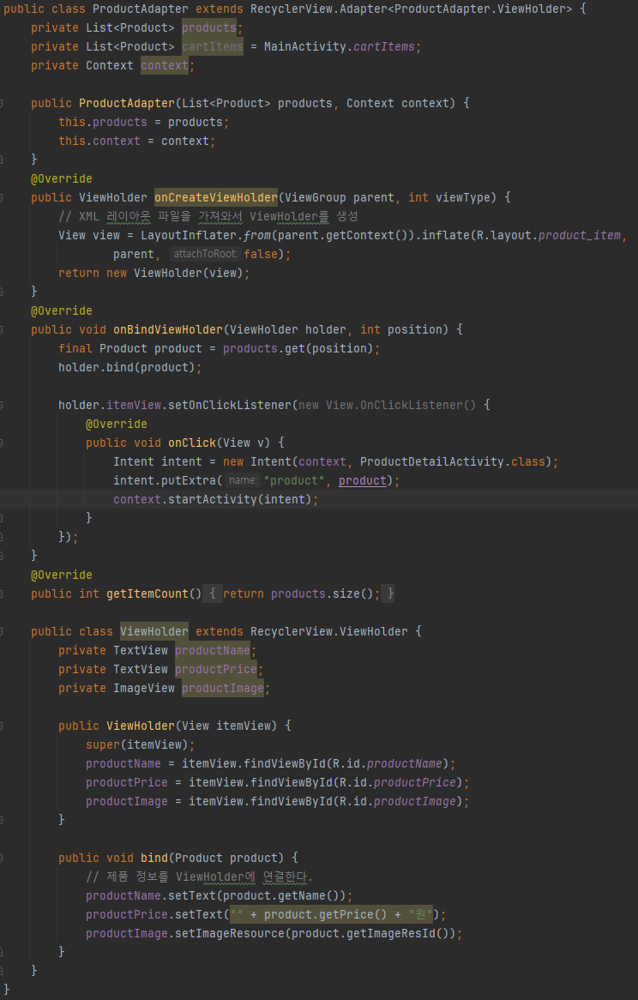 public class ProductAdapter extends RecyclerView.Adapter<ProductAdapter.ViewHolder> {
    private List<Product> products;
    private List<Product> cartItems = MainActivity.cartItems;
    private Context context;

    public ProductAdapter(List<Product> products, Context context) {
        this.products = products;
        this.context = context;
    }
    @Override
    public ViewHolder onCreateViewHolder(ViewGroup parent, int viewType) {
        // XML 레이아웃 파일을 가져와서 ViewHolder를 생성
        View view = LayoutInflater.from(parent.getContext()).inflate(R.layout.product_item,
                parent, attachToRoot: false);
        return new ViewHolder(view);
    }
    @Override
    public void onBindViewHolder(ViewHolder holder, int position) {
        final Product product = products.get(position);
        holder.bind(product);

        holder.itemView.setOnClickListener(new View.OnClickListener() {
            @Override
            public void onClick(View v) {
                Intent intent = new Intent(context, ProductDetailActivity.class);
                intent.putExtra( name: "product", product);
                context.startActivity(intent);
            }
        });
    }
    @Override
    public int getItemCount() { return products.size(); }

    public class ViewHolder extends RecyclerView.ViewHolder {
        private TextView productName;
        private TextView productPrice;
        private ImageView productImage;

        public ViewHolder(View itemView) {
            super(itemView);
            productName = itemView.findViewById(R.id.productName);
            productPrice = itemView.findViewById(R.id.productPrice);
            productImage = itemView.findViewById(R.id.productImage);
        }

        public void bind(Product product) {
            // 제품 정보를 ViewHolder에 연결한다.
            productName.setText(product.getName());
            productPrice.setText("" + product.getPrice() + "원");
            productImage.setImageResource(product.getImageResId());
        }
    }
}